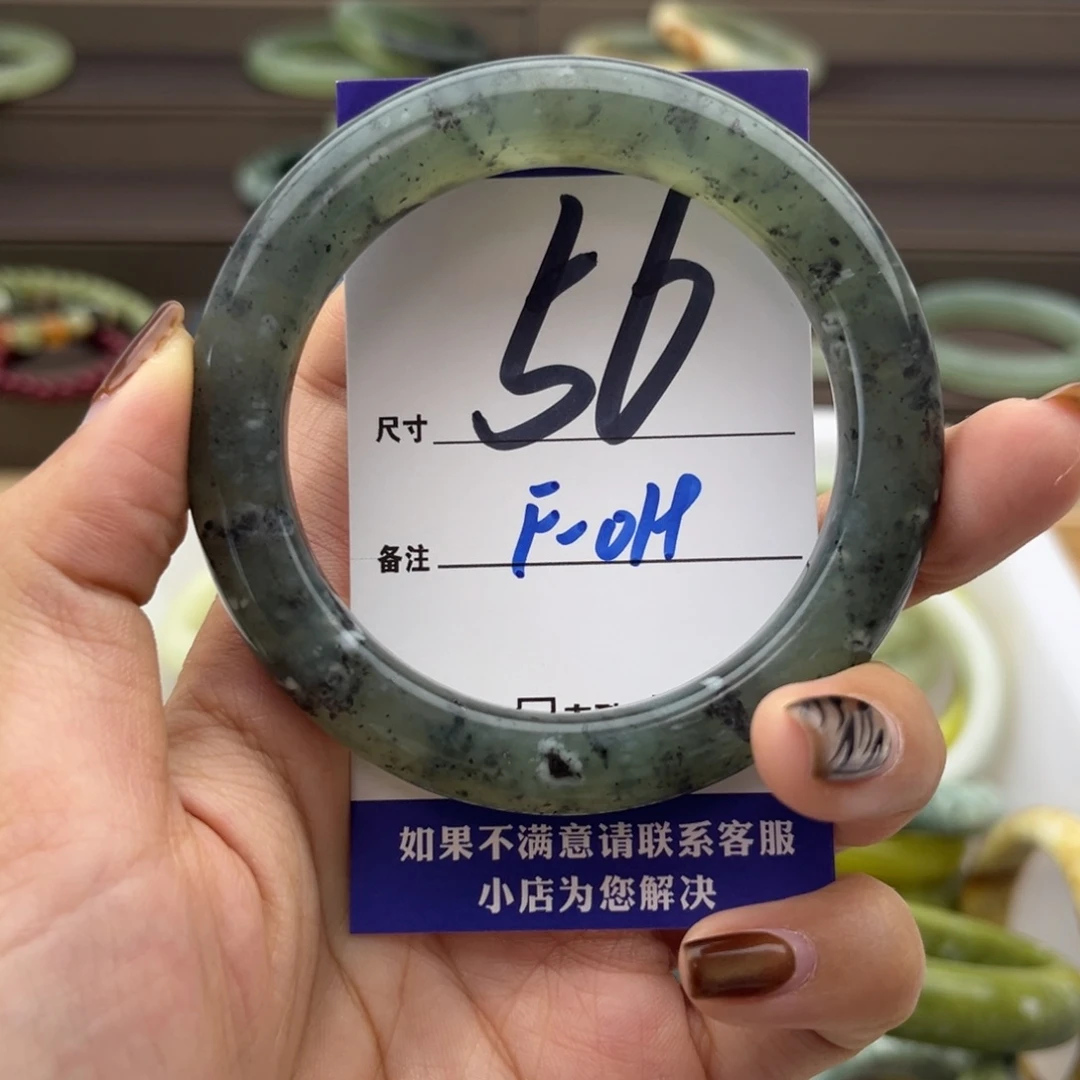 尺寸 56
备注 F-0H
如果不满意请联系客服
小店为您解决